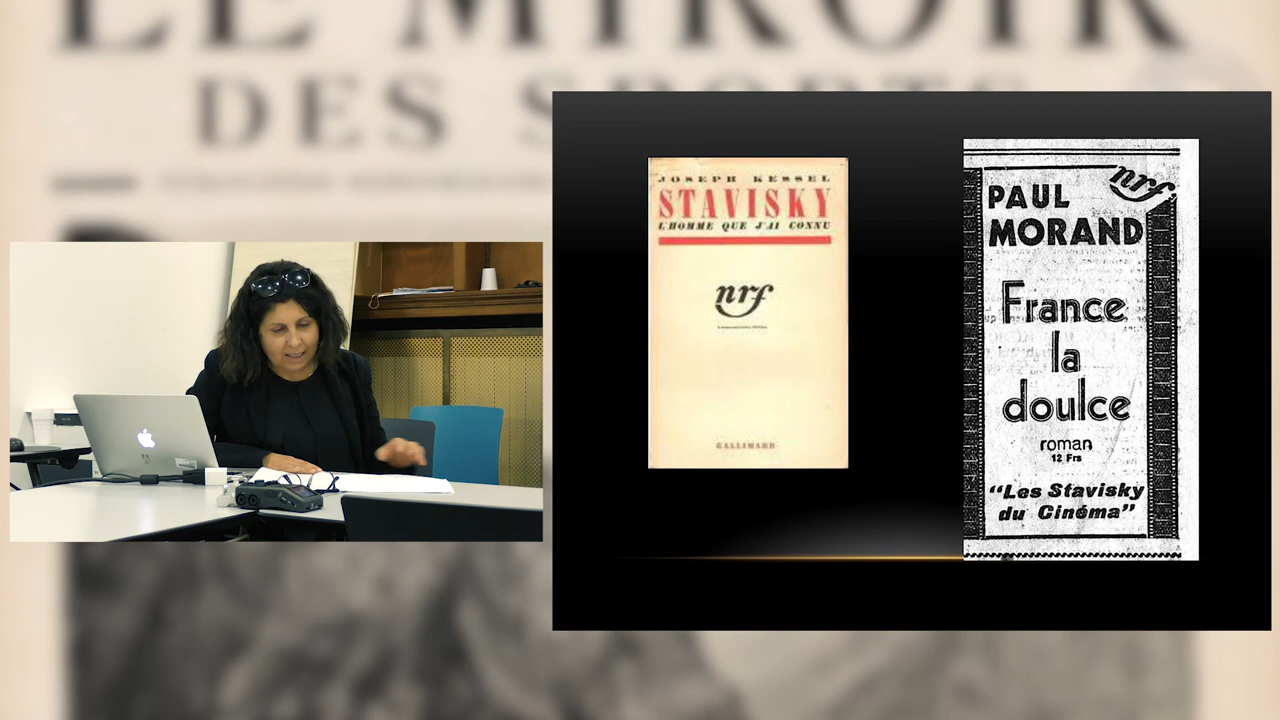 LE MIROIR
DES SPORTS
JOSEPH KESSEL
STAVISKY
L'HOMME QUE J'AI CONNU
nrf
GALLIMARD
nrf
PAUL
MORAND
France
la
doulce
roman
12 Frs
“Les Stavisky
du Cinéma”